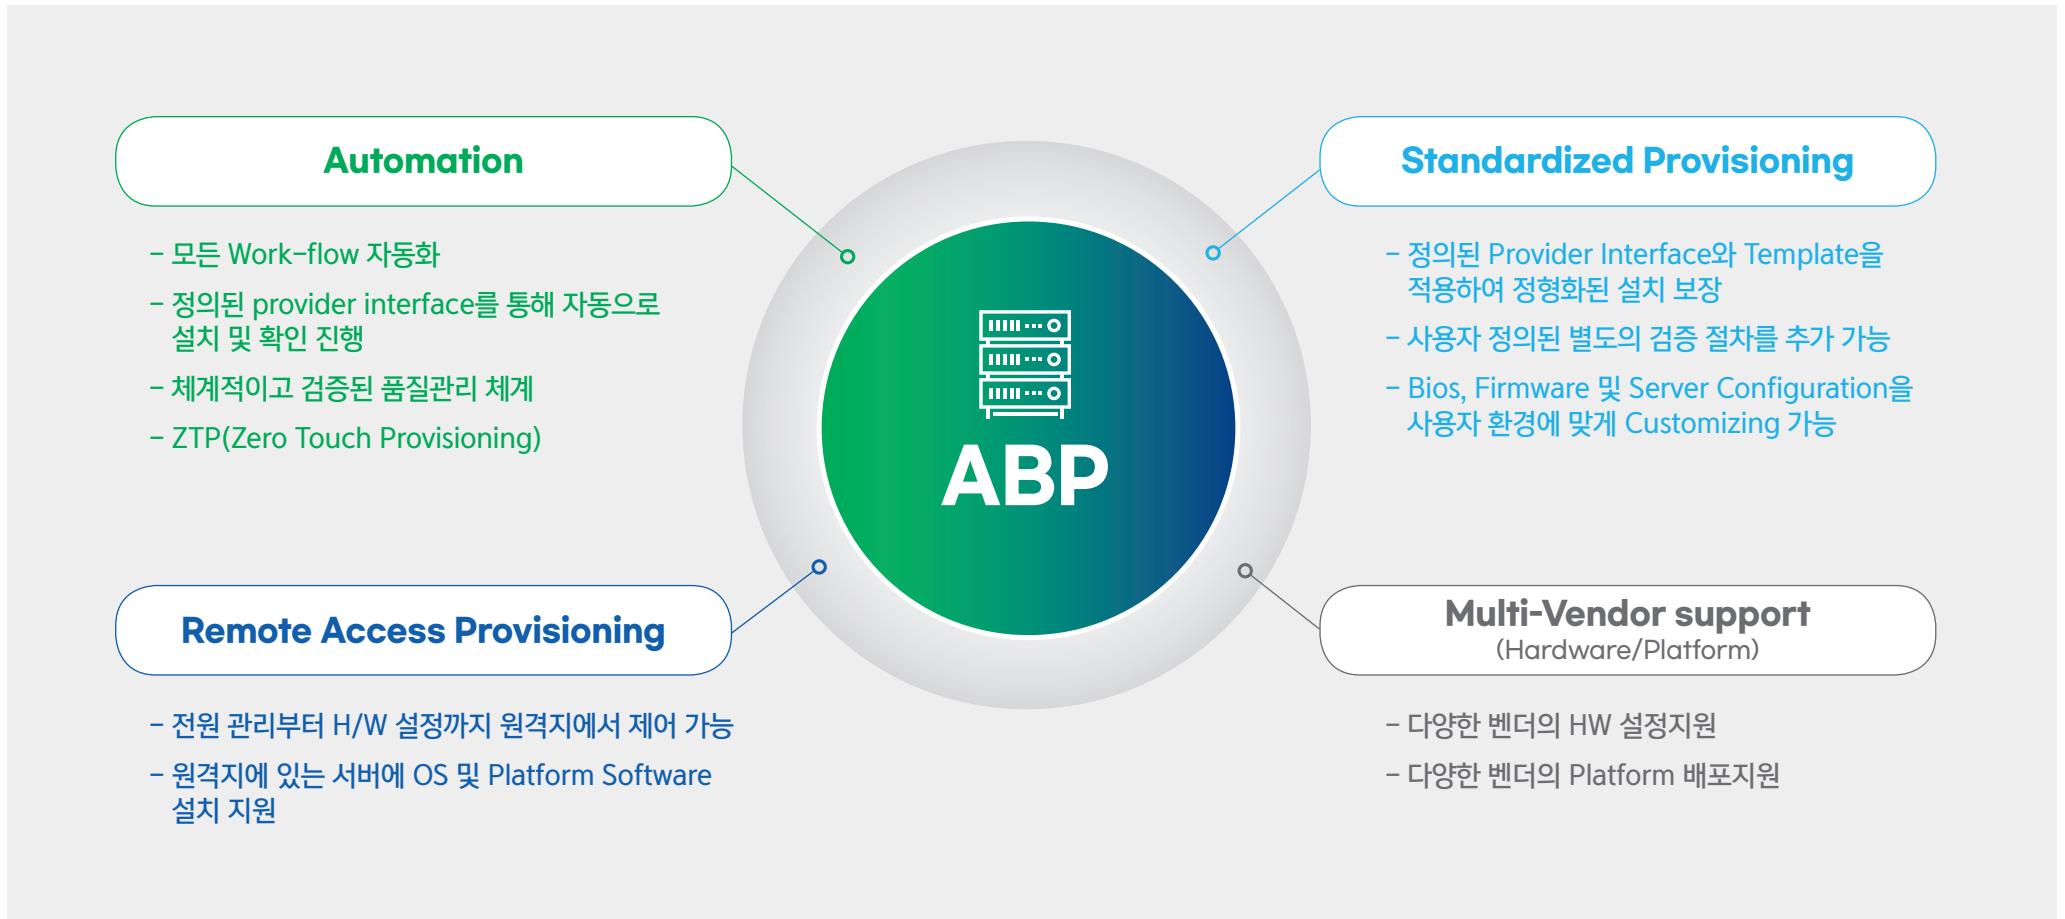 Automation
- 모든 Work-flow 자동화
- 정의된 provider interface를 통해 자동으로
설치 및 확인 진행
- 체계적이고 검증된 품질관리 체계
- ZTP(Zero Touch Provisioning)
Standardized Provisioning
- 정의된 Provider Interface와 Template을
적용하여 정형화된 설치 보장
- 사용자 정의된 별도의 검증 절차를 추가 가능
- Bios, Firmware 및 Server Configuration을
사용자 환경에 맞게 Customizing 가능
ABP
Remote Access Provisioning
- 전원 관리부터 H/W 설정까지 원격지에서 제어 가능
- 원격지에 있는 서버에 OS 및 Platform Software
설치 지원
Multi-Vendor support
(Hardware/Platform)
- 다양한 벤더의 HW 설정지원
- 다양한 벤더의 Platform 배포지원